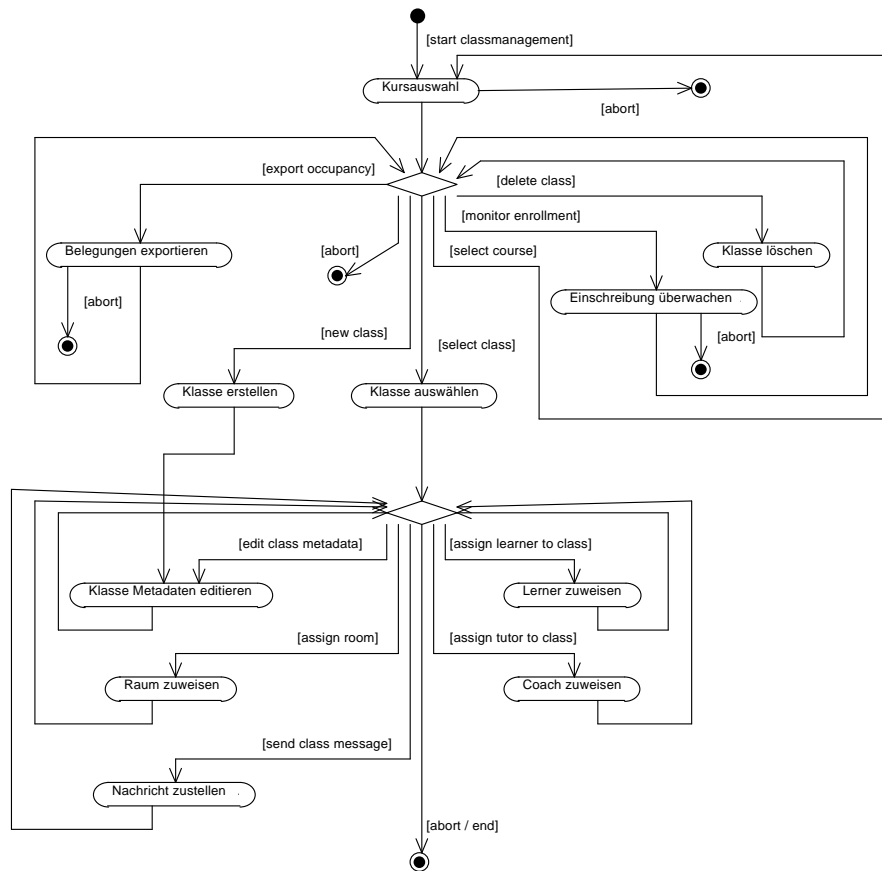 [start classmanagement]
Kursauswahl
[abort]
[export occupancy]
[delete class]
[monitor enrollment]
Belegungen exportieren
[abort]
[select course]
Klasse löschen
[abort]
Einschreibung überwachen
[new class]
[select class]
[abort]
Klasse erstellen
Klasse auswählen
[edit class metadata]
[assign learner to class]
Klasse Metadaten editieren
Lerner zuweisen
[assign room]
[assign tutor to class]
Raum zuweisen
Coach zuweisen
[send class message]
Nachricht zustellen
[abort / end]